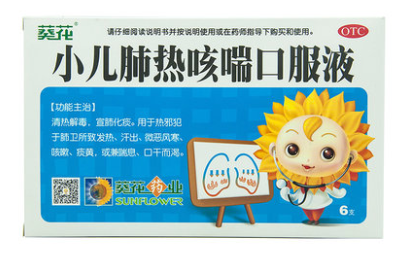 葵花
请仔细阅读说明书并按说明使用或在药师指导下购买和使用。
OTC
小儿肺热咳喘口服液
【功能主治】
清热解毒、宣肺化痰。用于热邪犯
于肺卫所致发热、汗出、微恶风寒、
咳嗽、痰黄，或兼喘息、口干而渴。
葵花药业
SUNFLOWER
6支